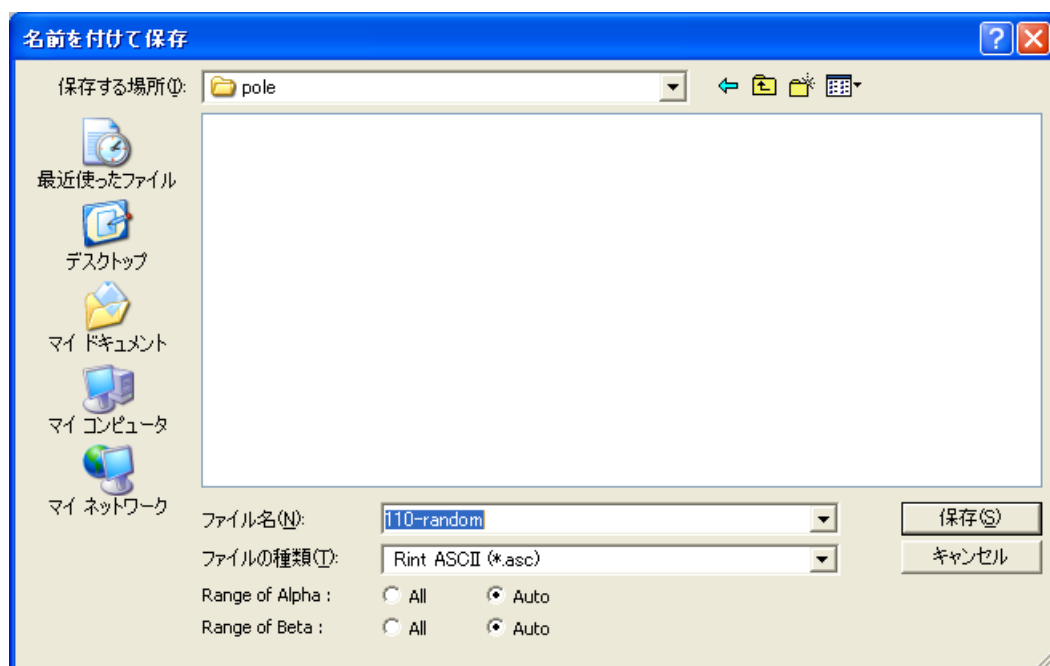 名前を付けて保存
保存する場所(I): pole
最近使ったファイル
デスクトップ
マイ ドキュメント
マイ コンピュータ
マイ ネットワーク
ファイル名(N): 110-random 保存(S)
ファイルの種類(T): Rint ASCII (*.asc) キャンセル
Range of Alpha : All Auto
Range of Beta : All Auto